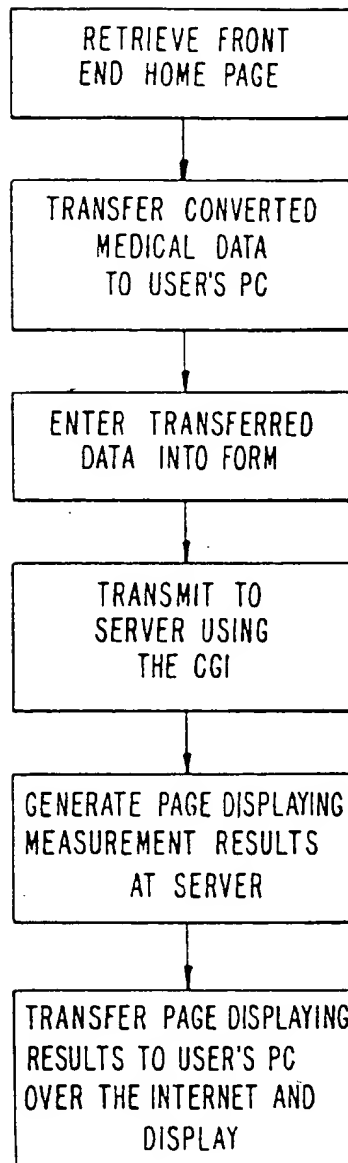 RETRIEVE FRONT
END HOME PAGE
TRANSFER CONVERTED
MEDICAL DATA
TO USER'S PC
ENTER TRANSFERRED
DATA INTO FORM
TRANSMIT TO
SERVER USING
THE CGI
GENERATE PAGE DISPLAYING
MEASUREMENT RESULTS
AT SERVER
TRANSFER PAGE DISPLAYING
RESULTS TO USER'S PC
OVER THE INTERNET AND
DISPLAY